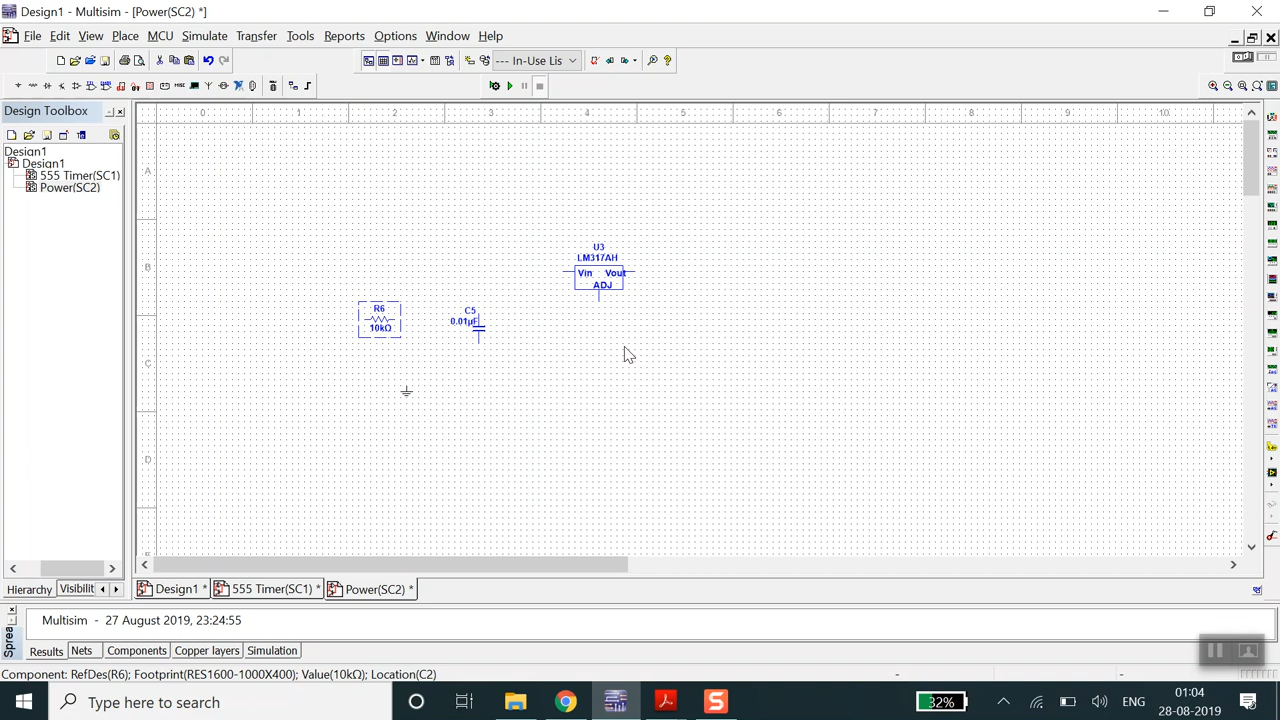 Design1 - Multisim - [Power(SC2) *]
File Edit View Place MCU Simulate Transfer Tools Reports Options Window Help
--- In-Use Lis
Design Toolbox
Design1
Design1
555 Timer(SC1)
Power(SC2)
0 1 2 3 4 5 6 7 8 9 10
A
B
C
D
E
U3
LM317AH
Vin Vout
ADJ
R6
10kΩ
C5
0.01µF
Hierarchy Visibilit
Design1 * 555 Timer(SC1) * Power(SC2) *
Sprea
Multisim - 27 August 2019, 23:24:55
Results Nets Components Copper layers Simulation
Component: RefDes(R6); Footprint(RES1600-1000X400); Value(10kΩ); Location(C2) - -
Type here to search
32%
ENG
01:04
28-08-2019